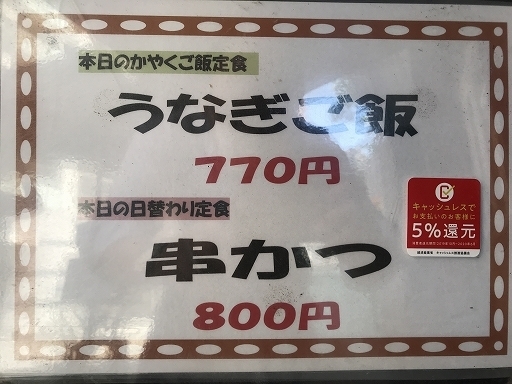 本日のかやくご飯定食
うなぎご飯
770円
本日の日替わり定食
串かつ
800円
キャッシュレスで
お支払いのお客様に
5%還元